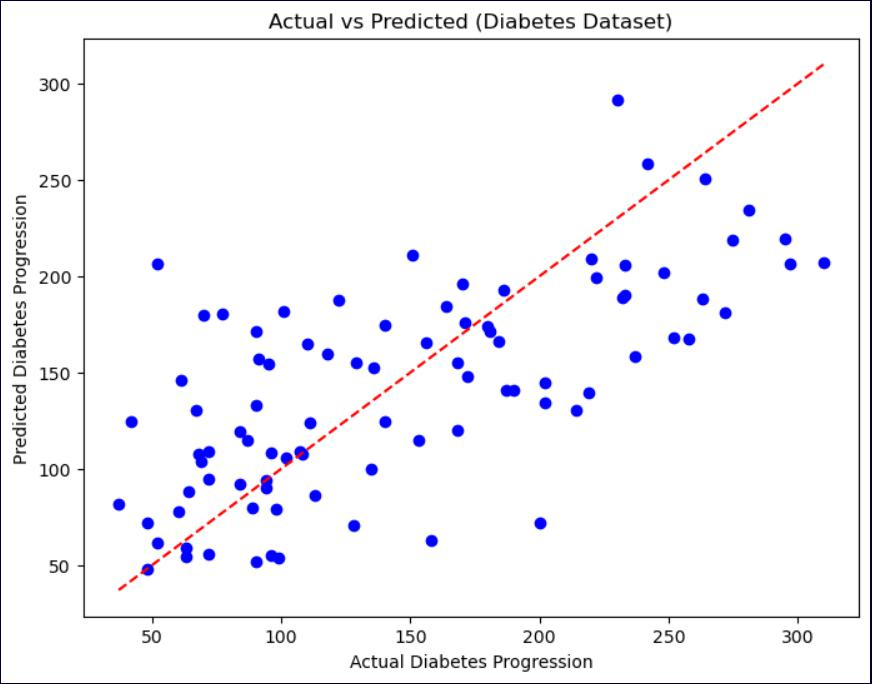 Actual vs Predicted (Diabetes Dataset)
Predicted Diabetes Progression
300
250
200
150
100
50
50 100 150 200 250 300
Actual Diabetes Progression